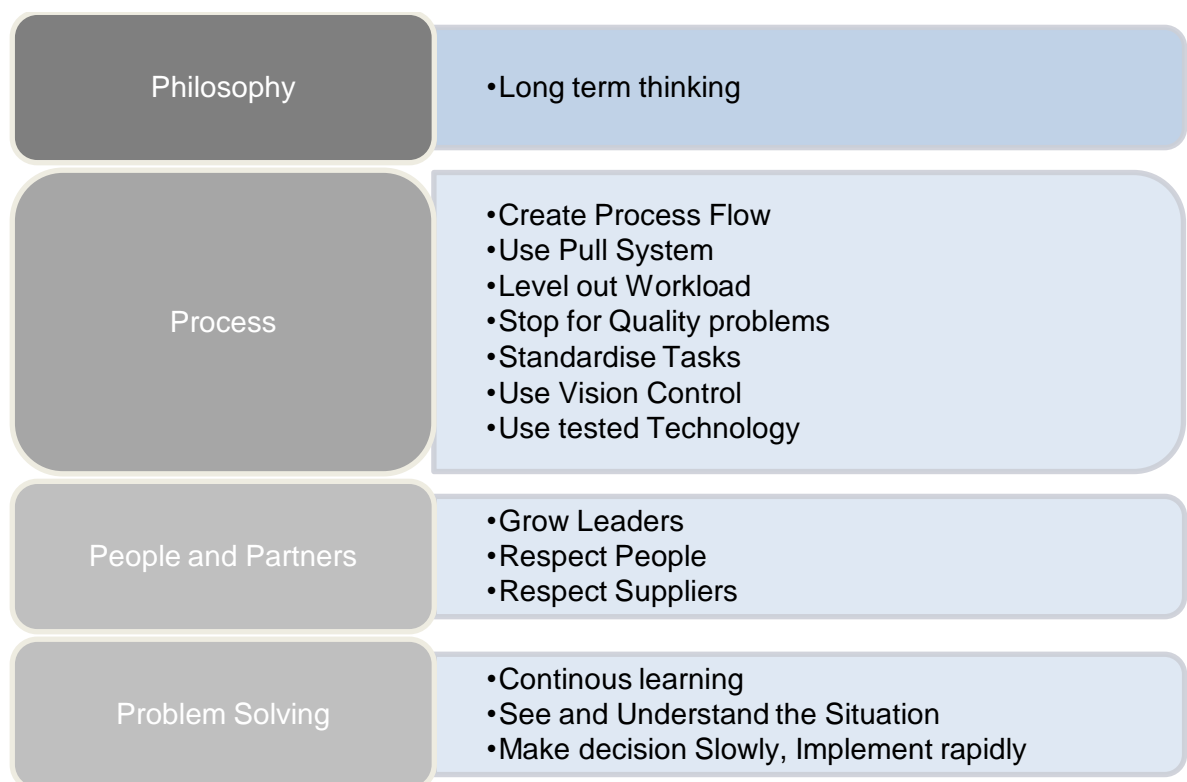 Philosophy
•Long term thinking
Process
•Create Process Flow
•Use Pull System
•Level out Workload
•Stop for Quality problems
•Standardise Tasks
•Use Vision Control
•Use tested Technology
People and Partners
•Grow Leaders
•Respect People
•Respect Suppliers
Problem Solving
•Continous learning
•See and Understand the Situation
•Make decision Slowly, Implement rapidly